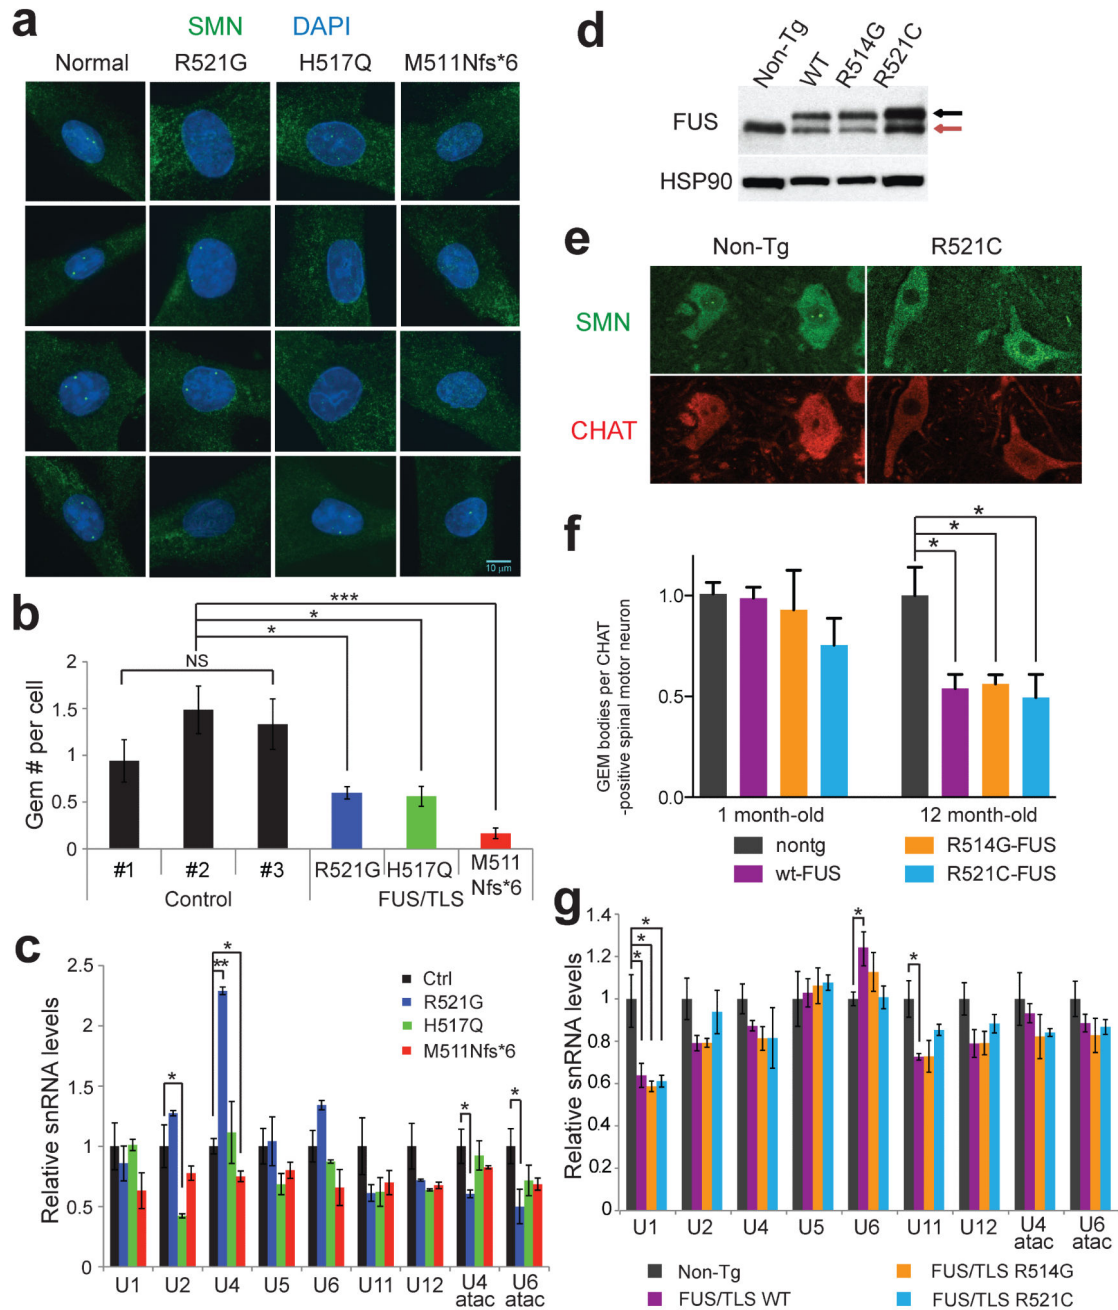 a
SMN DAPI
Normal R521G H517Q M511Nfs*6
10 µm
b
Gem # per cell
2
1.5
1
0.5
0
NS
*
*
***
#1 #2 #3 R521G H517Q M511
Nfs*6
Control FUS/TLS
c
Relative snRNA levels
2.5
2
1.5
1
0.5
0
*
**
*
*
*
Ctrl
R521G
H517Q
M511Nfs*6
U1 U2 U4 U5 U6 U11 U12 U4 U6
atac atac
d
Non-Tg WT R514G R521C
FUS
HSP90
e
Non-Tg R521C
SMN
CHAT
f
GEM bodies per CHAT
-positive spinal motor neuron
1.0
0.5
0.0
*
*
*
1 month-old 12 month-old
nontg R514G-FUS
wt-FUS R521C-FUS
g
Relative snRNA levels
1.4
1.2
1
0.8
0.6
0.4
0.2
0
*
*
*
*
*
U1 U2 U4 U5 U6 U11 U12 U4 U6
atac atac
Non-Tg FUS/TLS R514G
FUS/TLS WT FUS/TLS R521C